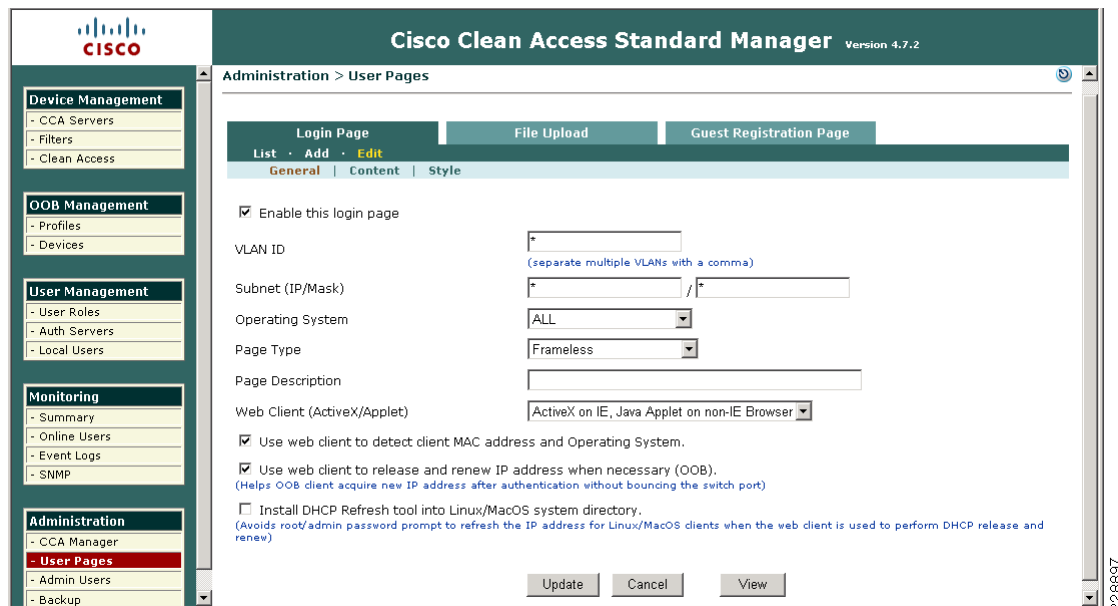 CISCO
Cisco Clean Access Standard Manager Version 4.7.2
Administration > User Pages
Device Management
- CCA Servers
- Filters
- Clean Access
OOB Management
- Profiles
- Devices
User Management
- User Roles
- Auth Servers
- Local Users
Monitoring
- Summary
- Online Users
- Event Logs
- SNMP
Administration
- CCA Manager
- User Pages
- Admin Users
- Backup
Login Page File Upload Guest Registration Page
List · Add · Edit
General | Content | Style
Enable this login page
VLAN ID *
(separate multiple VLANs with a comma)
Subnet (IP/Mask) * / *
Operating System ALL
Page Type Frameless
Page Description
Web Client (ActiveX/Applet) ActiveX on IE, Java Applet on non-IE Browser
Use web client to detect client MAC address and Operating System.
Use web client to release and renew IP address when necessary (OOB).
(Helps OOB client acquire new IP address after authentication without bouncing the switch port)
Install DHCP Refresh tool into Linux/MacOS system directory.
(Avoids root/admin password prompt to refresh the IP address for Linux/MacOS clients when the web client is used to perform DHCP release and
renew)
Update Cancel View